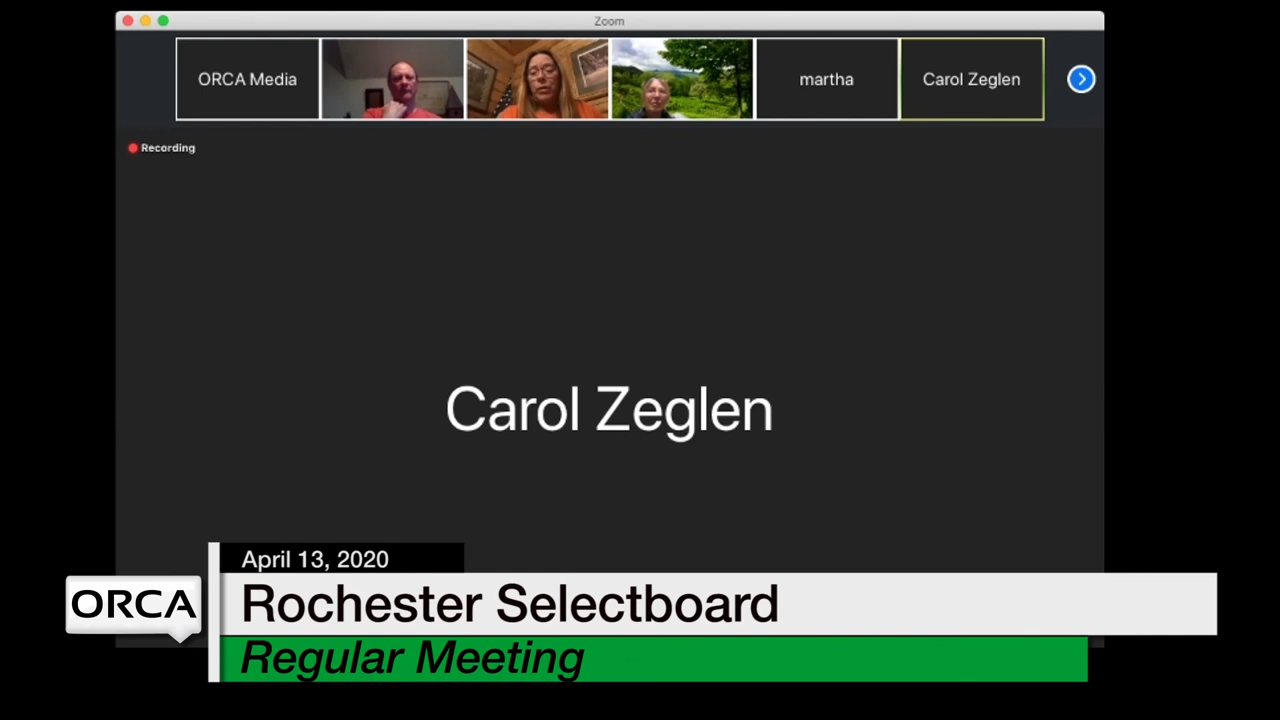 Zoom
ORCA Media
martha
Carol Zeglen
Recording
Carol Zeglen
April 13, 2020
ORCA
Rochester Selectboard
Regular Meeting